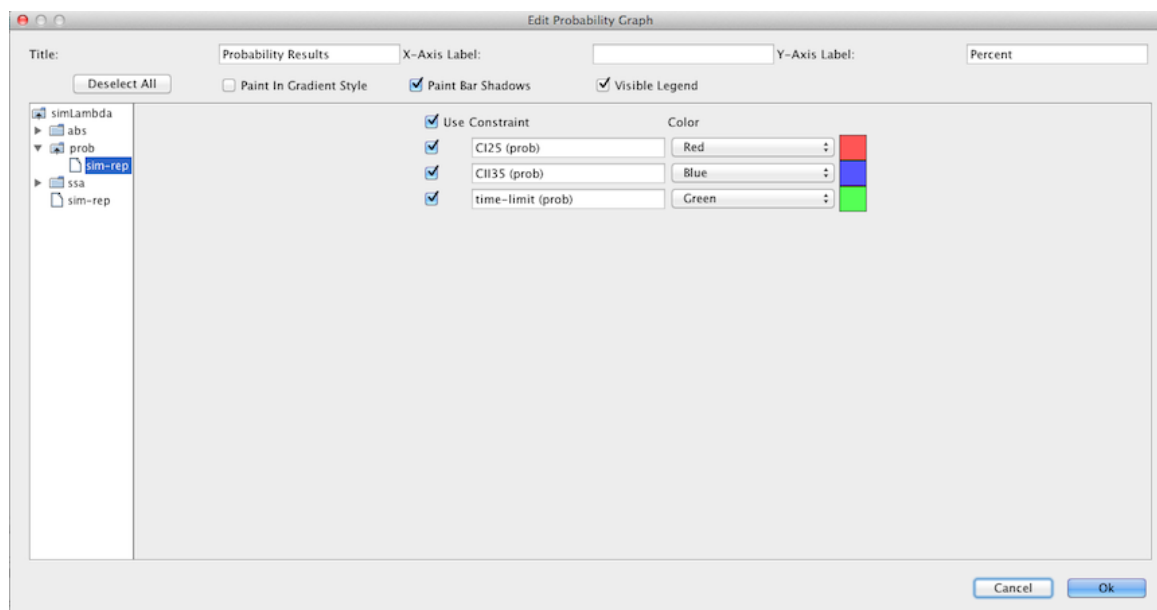 Edit Probability Graph
Title: Probability Results X-Axis Label: Y-Axis Label: Percent
Deselect All Paint In Gradient Style Paint Bar Shadows Visible Legend
simLambda
abs
prob
sim-rep
ssa
sim-rep
Use Constraint Color
CI25 (prob) Red
CII35 (prob) Blue
time-limit (prob) Green
Cancel Ok